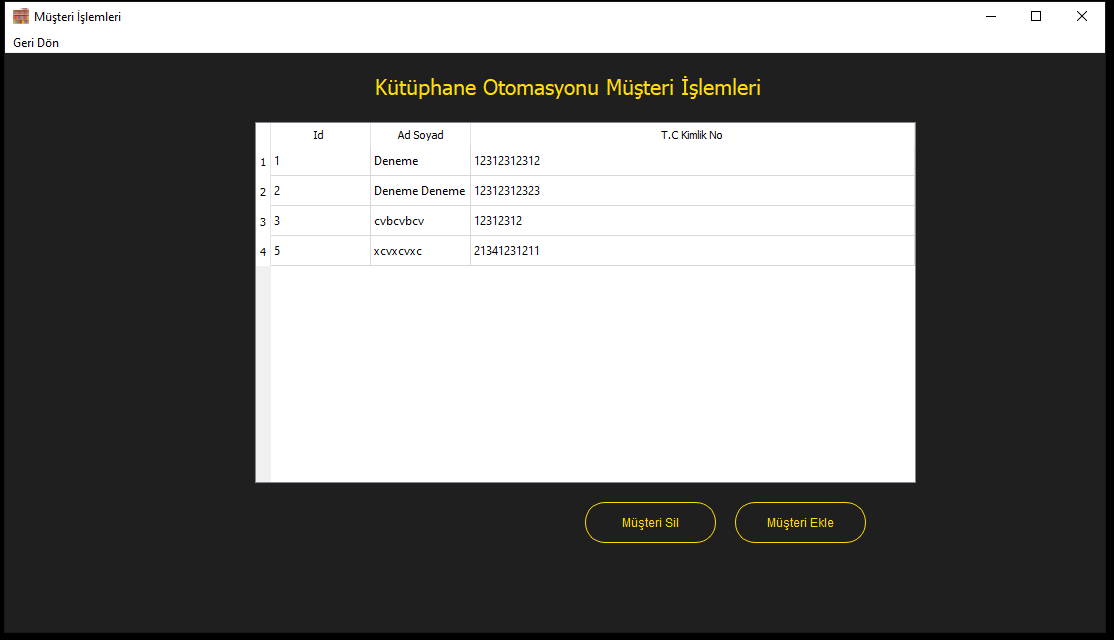 Müşteri İşlemleri
Geri Dön
Kütüphane Otomasyonu Müşteri İşlemleri
Id Ad Soyad T.C Kimlik No
1 1 Deneme 12312312312
2 2 Deneme Deneme 12312312323
3 3 cvbcvbcv 12312312
4 5 xcvxcvxc 21341231211
Müşteri Sil Müşteri Ekle